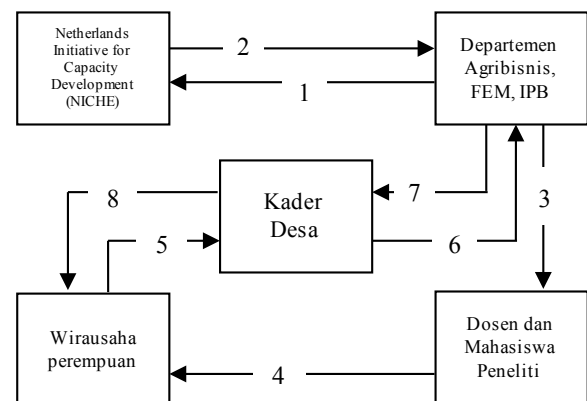 Netherlands
Initiative for
Capacity
Development
(NICHE)
2
1
Departemen
Agribisnis,
FEM, IPB
8
Kader
Desa
7
3
5
6
Wirausaha
perempuan
4
Dosen dan
Mahasiswa
Peneliti